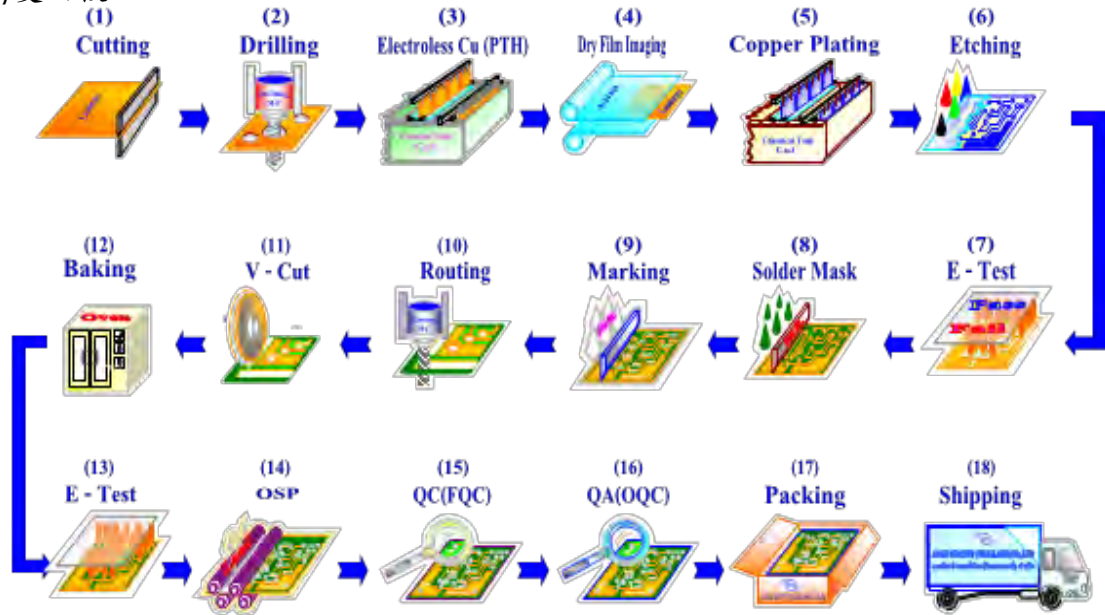 (1)
Cutting
(2)
Drilling
(3)
Electroless Cu (PTH)
(4)
Dry Film Imaging
(5)
Copper Plating
(6)
Etching
(12)
Baking
Oven
(11)
V - Cut
(10)
Routing
(9)
Marking
(8)
Solder Mask
(7)
E - Test
Pass
Fail
(13)
E - Test
(14)
OSP
(15)
QC(FQC)
(16)
QA(OQC)
(17)
Packing
(18)
Shipping